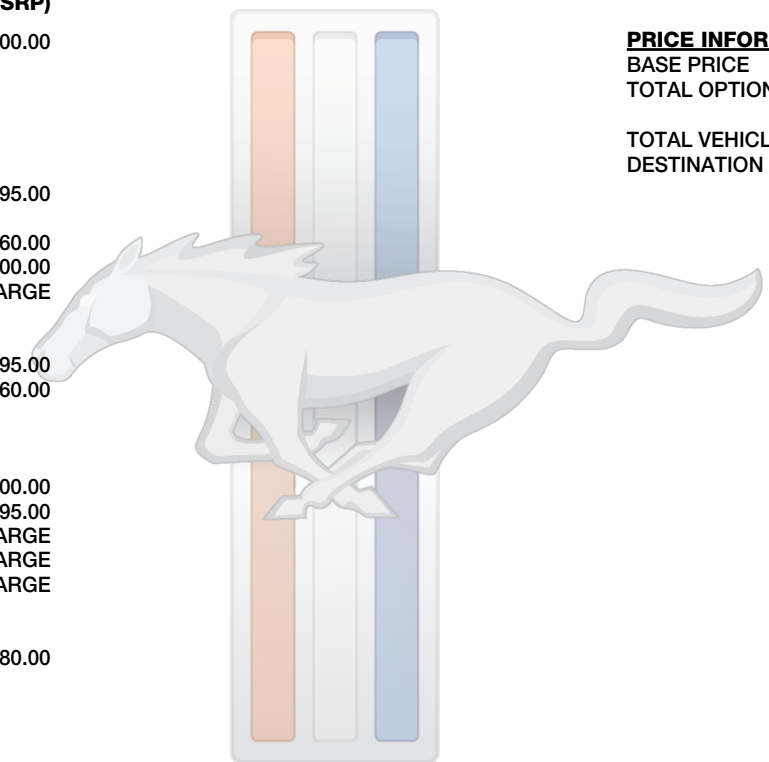 SRP)
00.00
95.00
60.00
00.00
ARGE
95.00
60.00
00.00
95.00
ARGE
ARGE
ARGE
80.00
PRICE INFOR
BASE PRICE
TOTAL OPTION
TOTAL VEHICL
DESTINATION